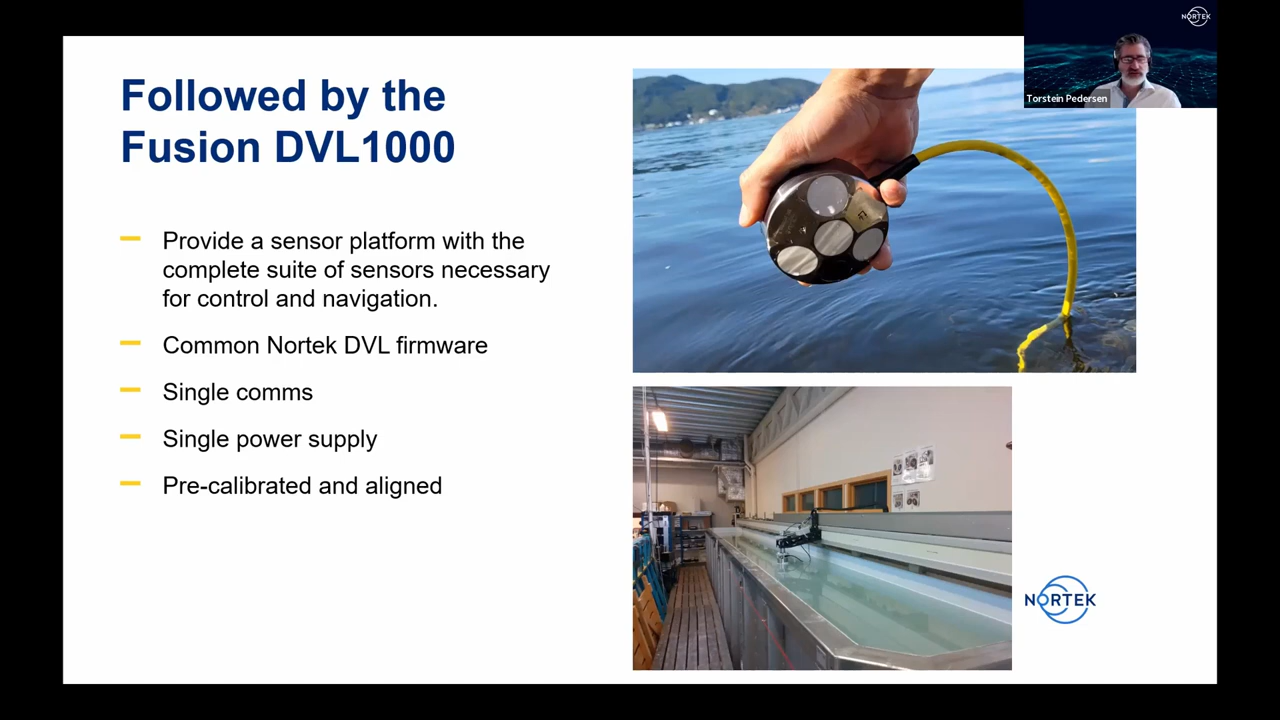 NORTEK
Torstein Pedersen
Followed by the
Fusion DVL1000
Provide a sensor platform with the
complete suite of sensors necessary
for control and navigation.
Common Nortek DVL firmware
Single comms
Single power supply
Pre-calibrated and aligned
NORTEK